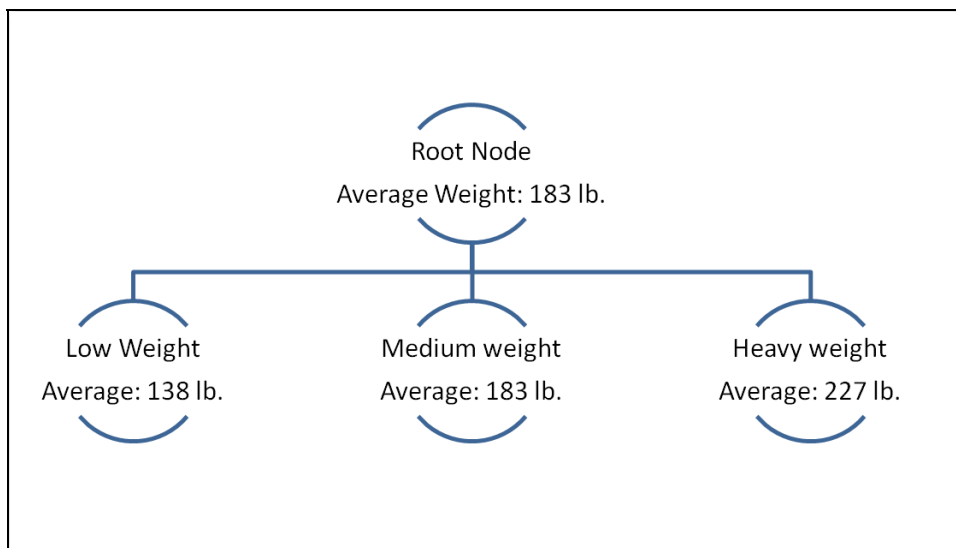 Root Node
Average Weight: 183 lb.
Low Weight
Average: 138 lb.
Medium weight
Average: 183 lb.
Heavy weight
Average: 227 lb.